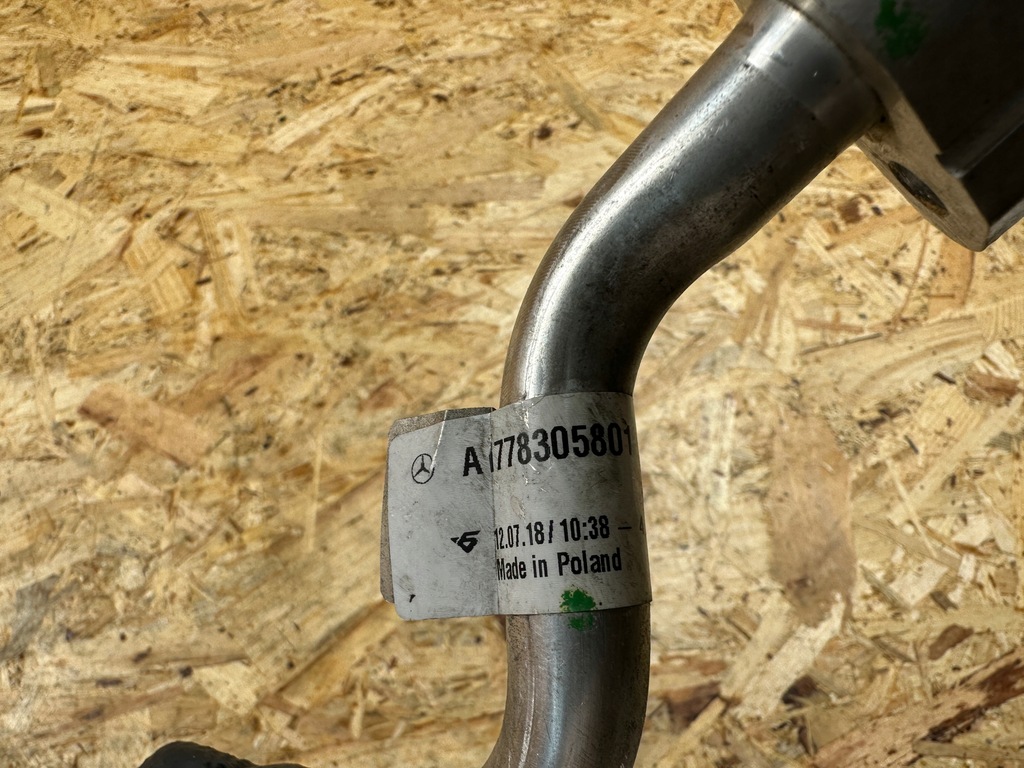 A 1778305801
12.07.18 / 10:38 –
Made in Poland